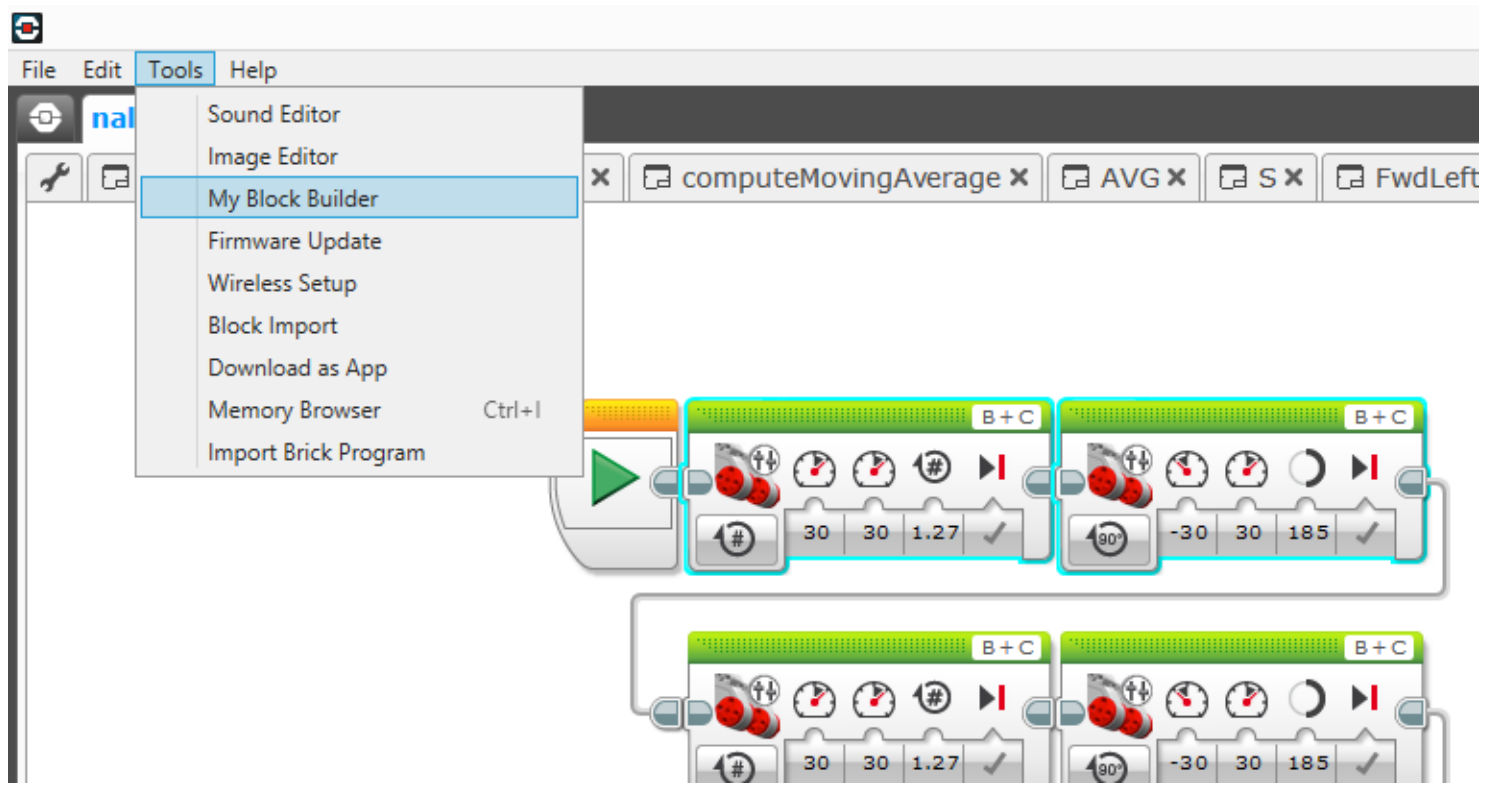 File Edit Tools Help
nal
Sound Editor
Image Editor
My Block Builder
Firmware Update
Wireless Setup
Block Import
Download as App
Memory Browser Ctrl+I
Import Brick Program
computeMovingAverage AVG S FwdLeft
B+C B+C
#
30 30 1.27 -30 30 185
# 90°
B+C B+C
#
30 30 1.27 -30 30 185
# 90°